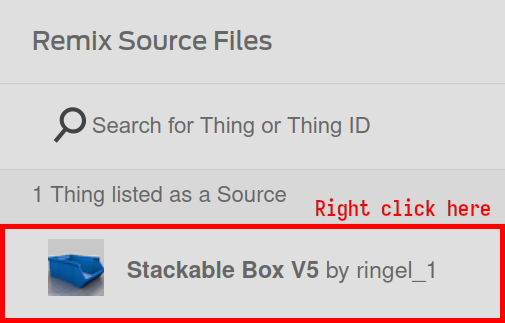 Remix Source Files
Search for Thing or Thing ID
1 Thing listed as a Source
Right click here
Stackable Box V5 by ringel_1